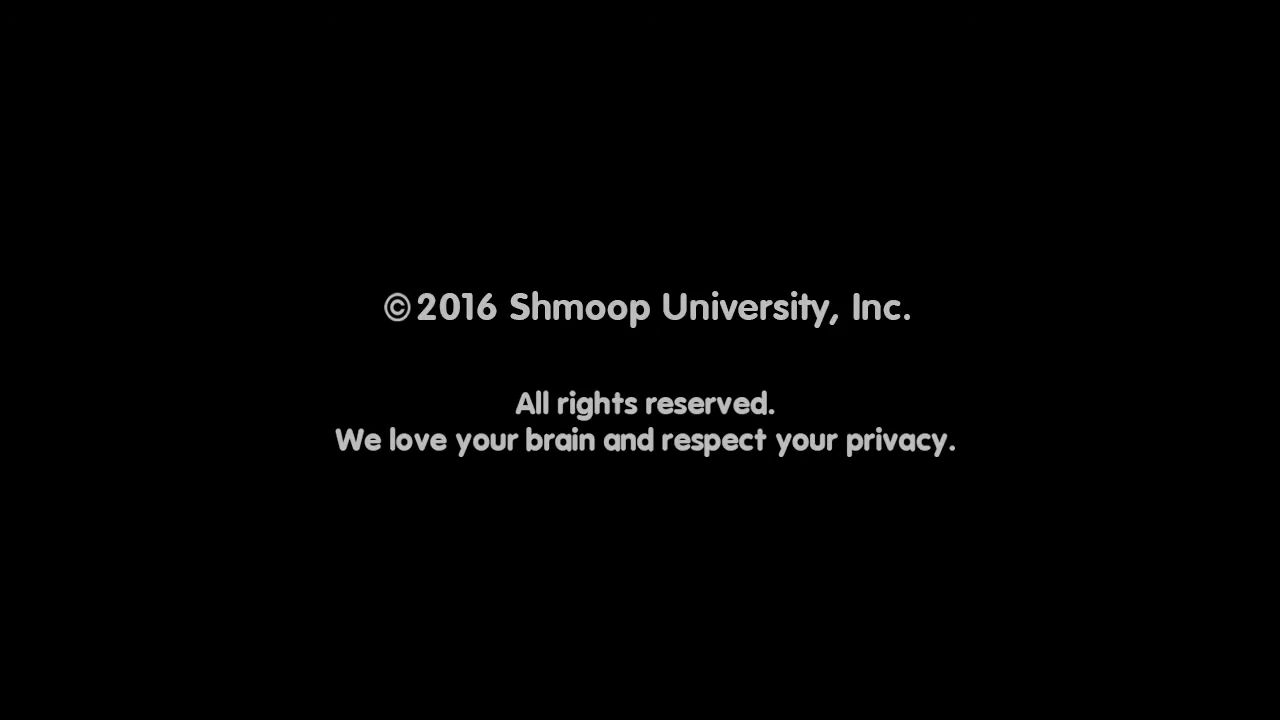 © 2016 Shmoop University, Inc.
All rights reserved.
We love your brain and respect your privacy.